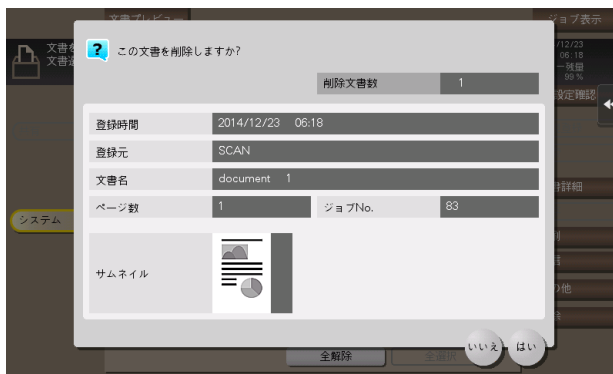 文書プレビュー
ジョブ表示
文書を
文書
/12/23
06:18
99%
設定確認
この文書を削除しますか?
削除文書数 1
登録時間 2014/12/23 06:18
登録元 SCAN
文書名 document 1
ページ数 1 ジョブNo. 83
詳細
システム
サムネイル
の他
いいえ はい
全解除 全選択